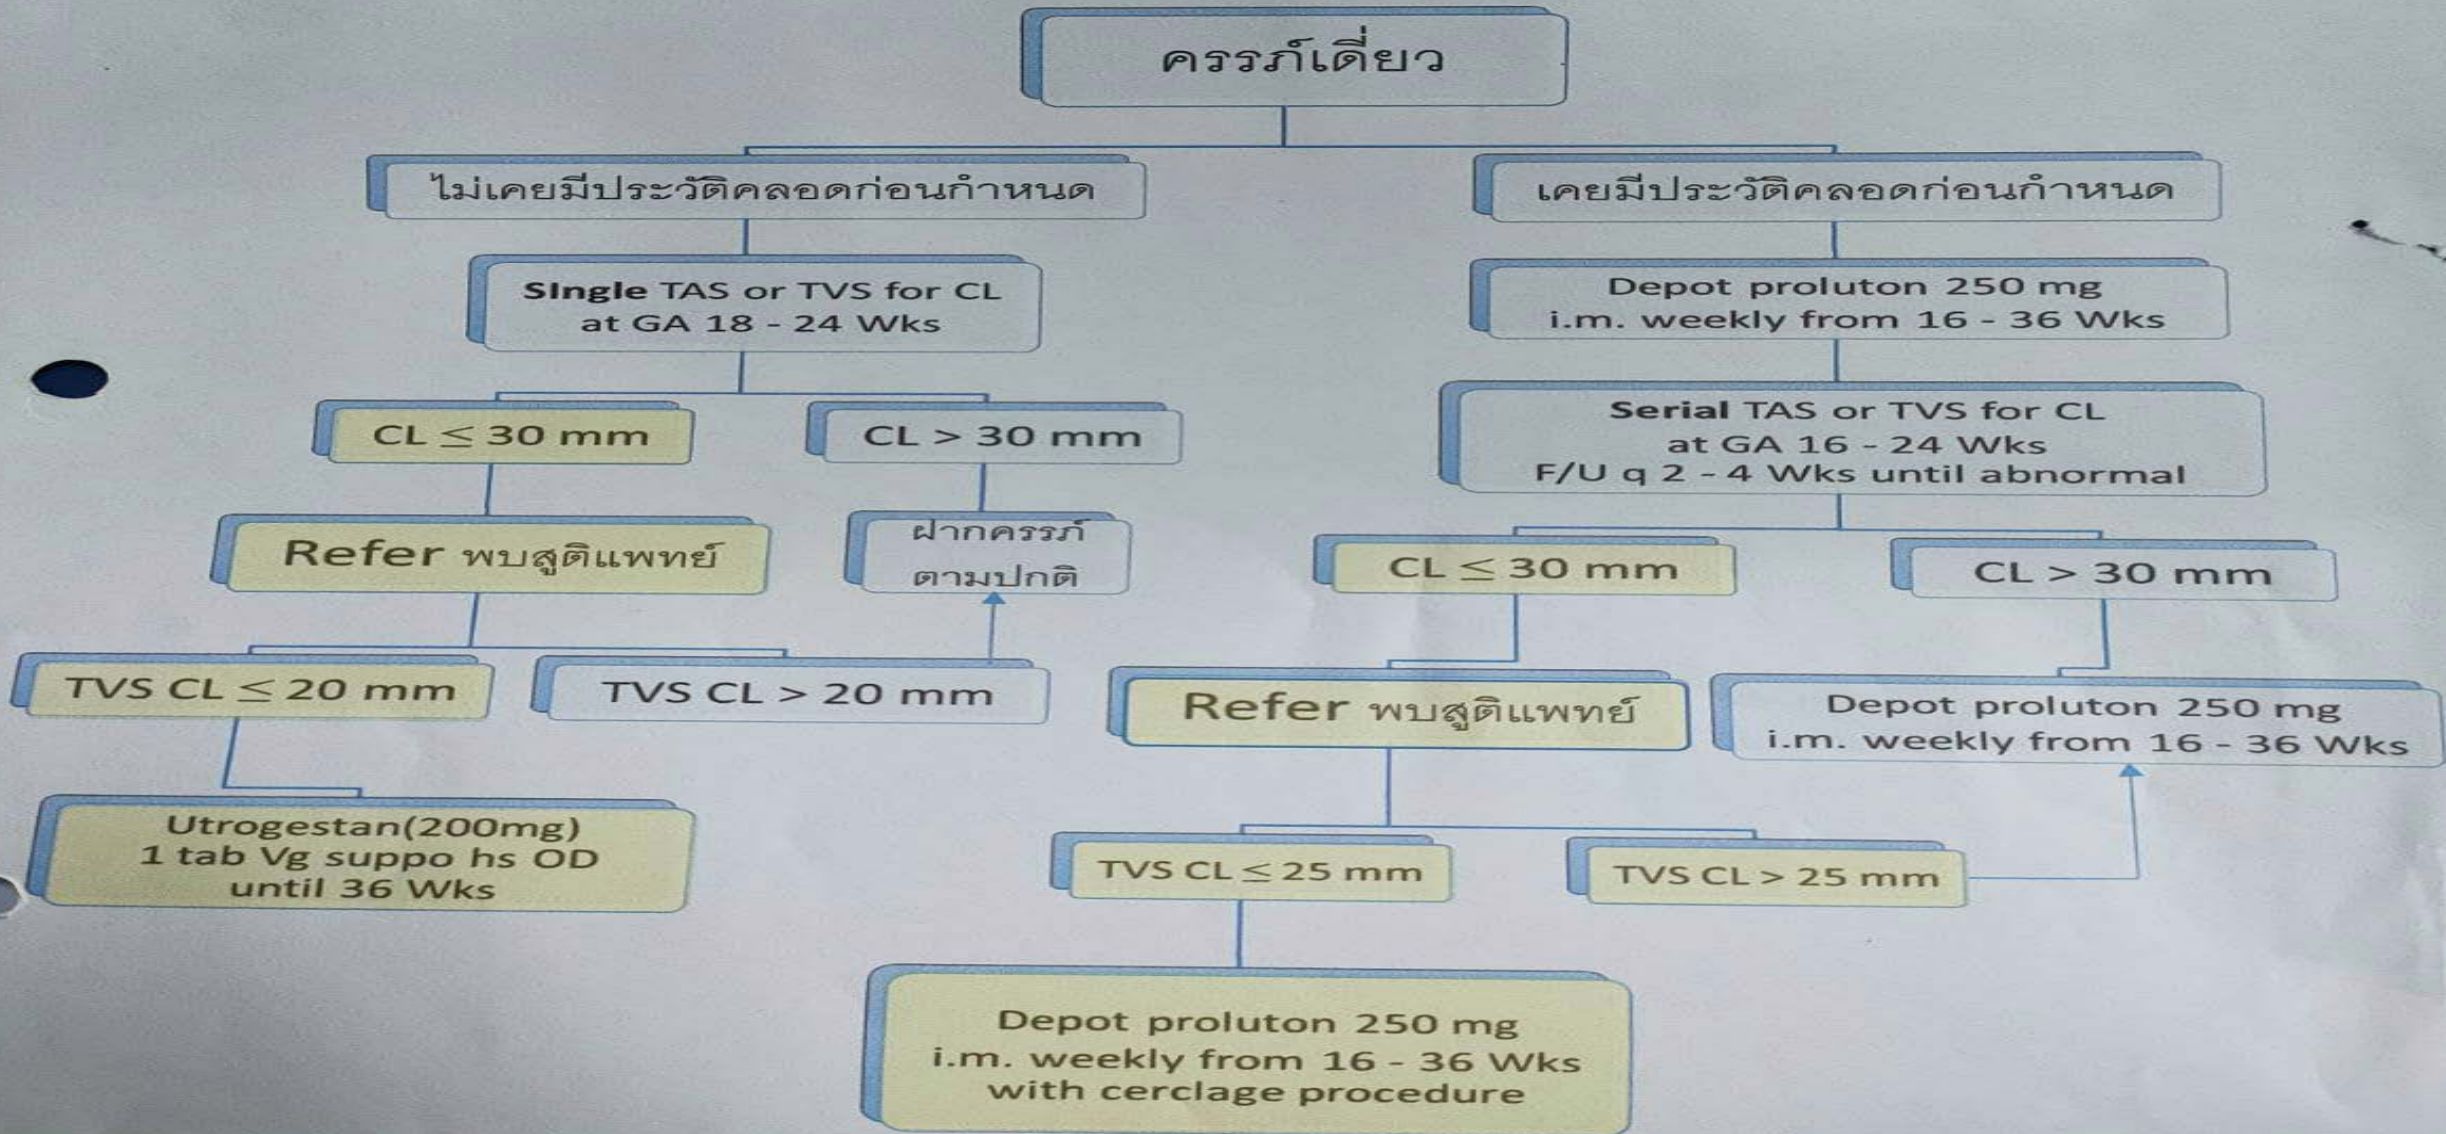 ครรภ์เดี่ยว
ไม่เคยมีประวัติคลอดก่อนกำหนด
เคยมีประวัติคลอดก่อนกำหนด
SIngle TAS or TVS for CL
at GA 18 - 24 Wks
Depot proluton 250 mg
i.m. weekly from 16 - 36 Wks
Serial TAS or TVS for CL
at GA 16 - 24 Wks
F/U q 2 - 4 Wks until abnormal
CL ≤ 30 mm
CL > 30 mm
Refer พบสูติแพทย์
ฝากครรภ์
ตามปกติ
CL ≤ 30 mm
CL > 30 mm
TVS CL ≤ 20 mm
TVS CL > 20 mm
Refer พบสูติแพทย์
Depot proluton 250 mg
i.m. weekly from 16 - 36 Wks
Utrogestan(200mg)
1 tab Vg suppo hs OD
until 36 Wks
TVS CL ≤ 25 mm
TVS CL > 25 mm
Depot proluton 250 mg
i.m. weekly from 16 - 36 Wks
with cerclage procedure